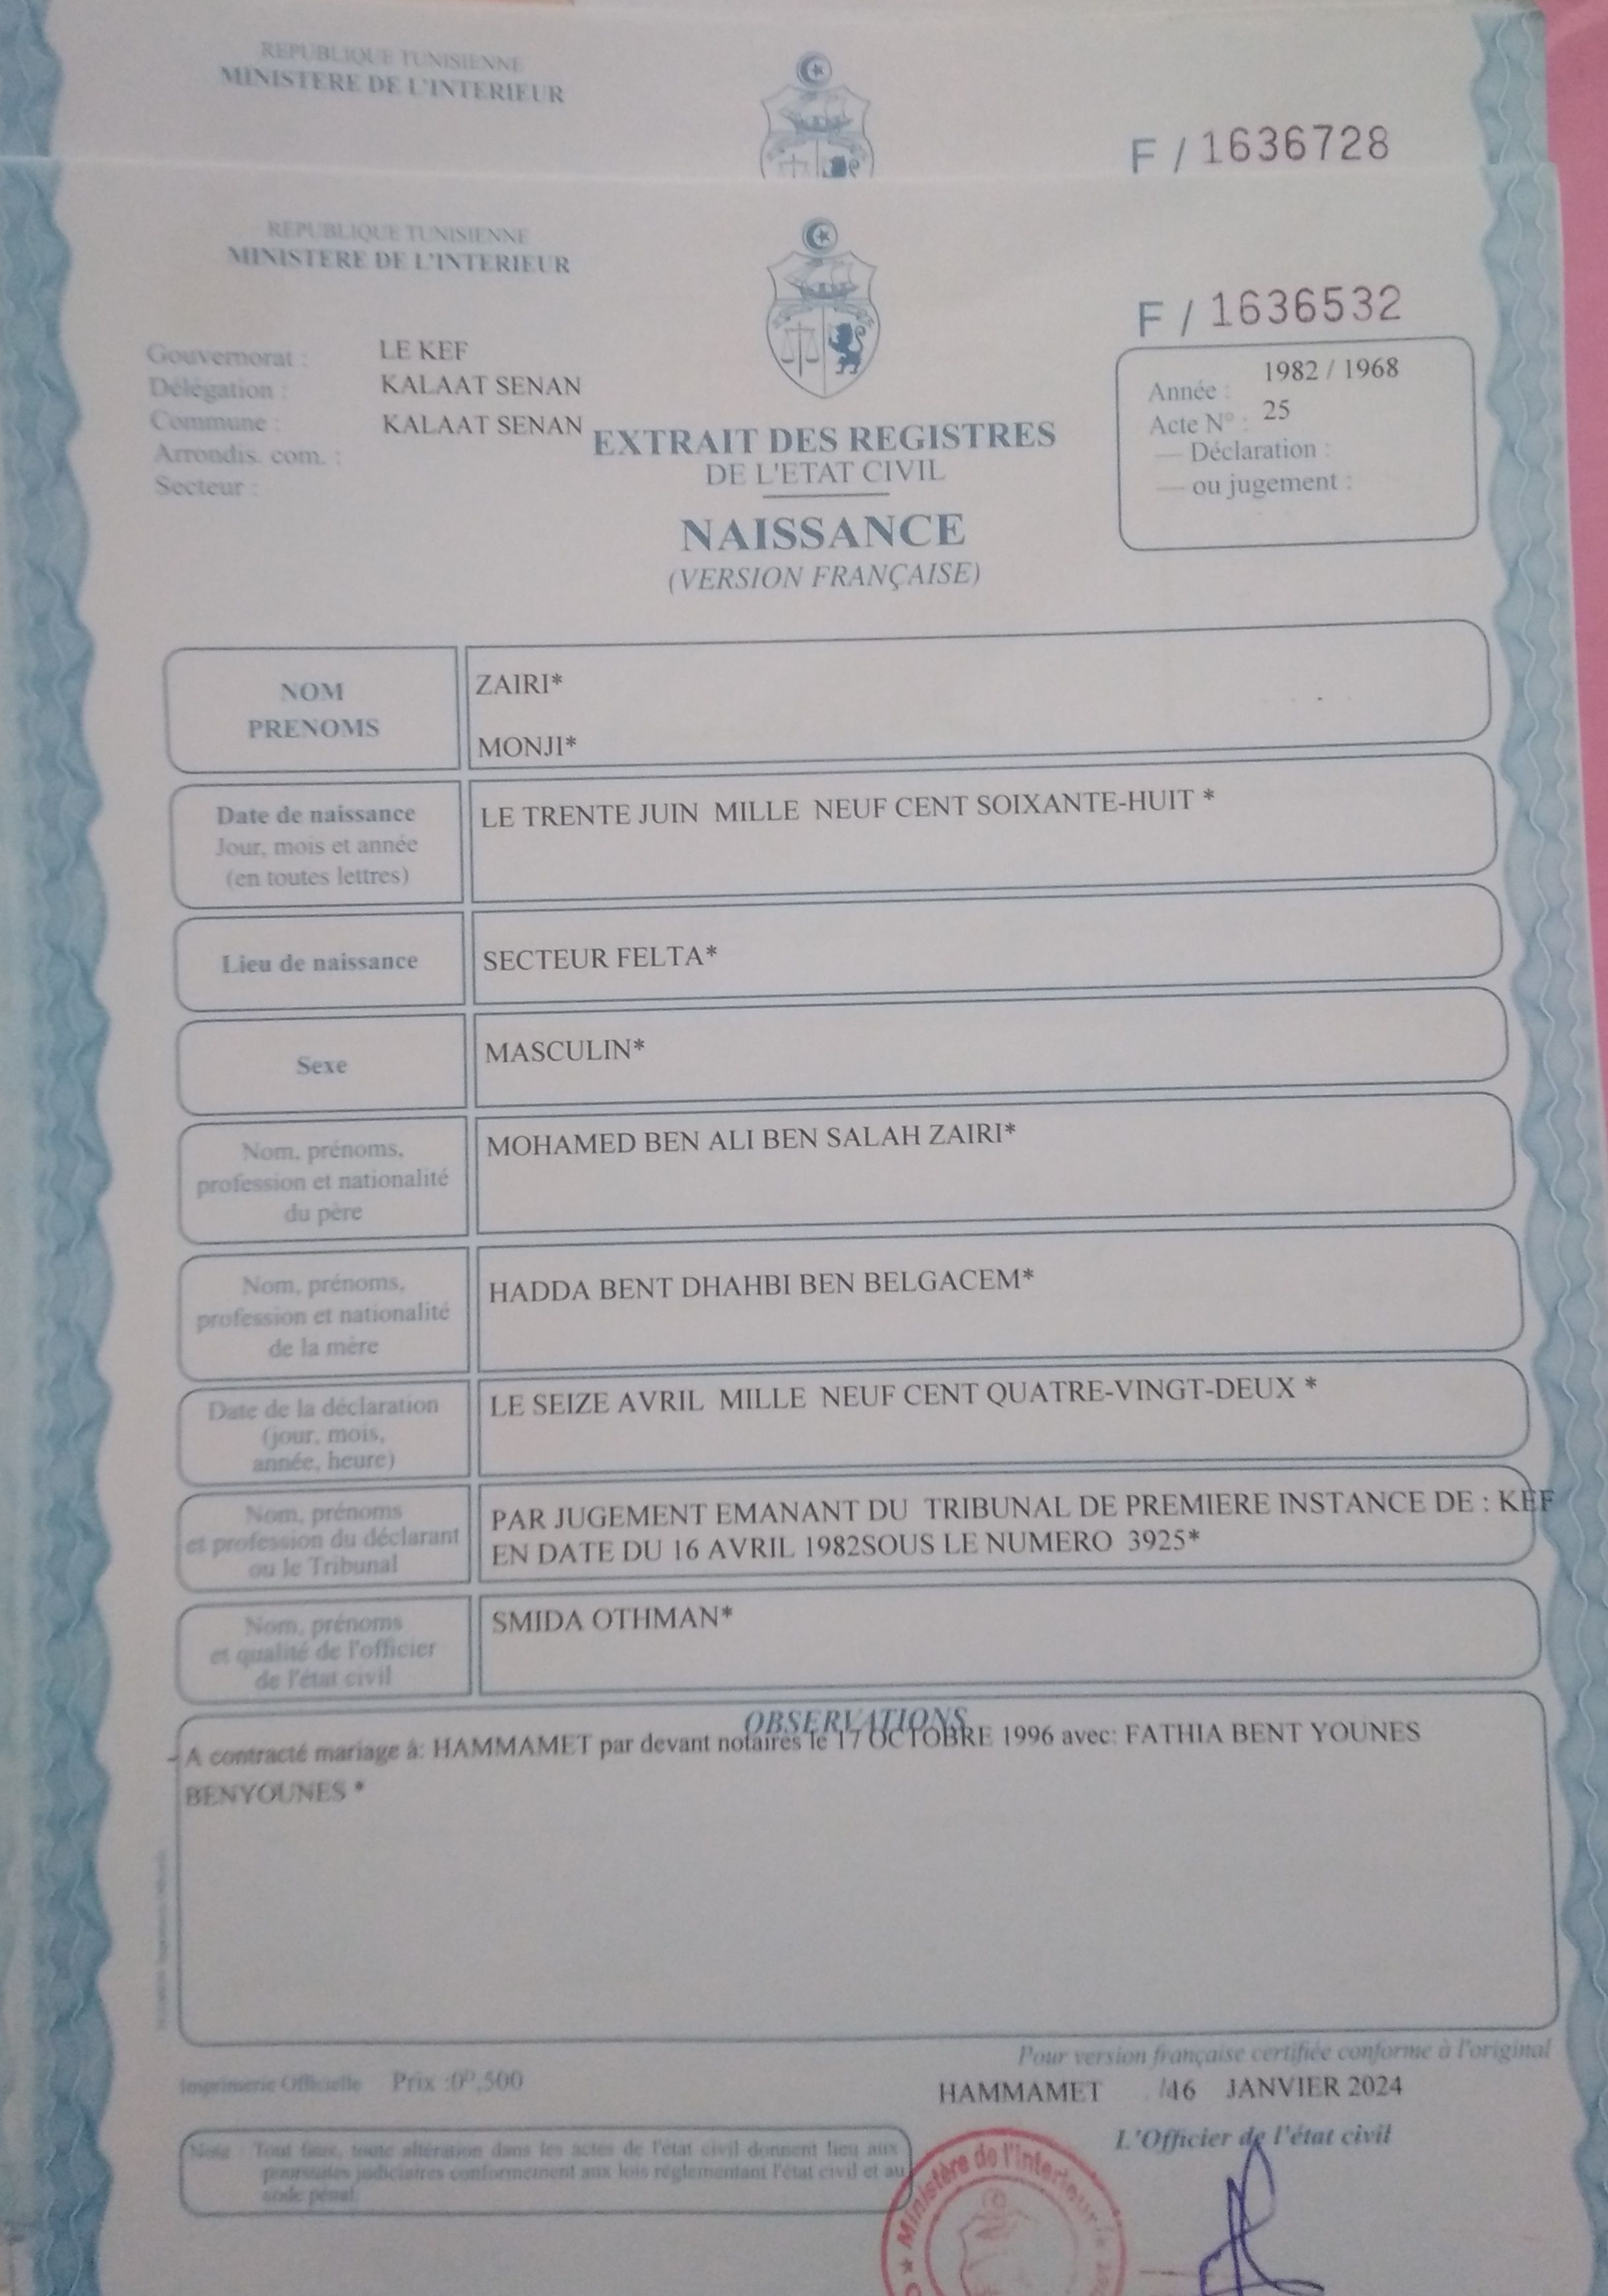 REPUBLIQUE TUNISIENNE
MINISTERE DE L'INTERIEUR
F / 1636728
REPUBLIQUE TUNISIENNE
MINISTERE DE L'INTERIEUR
F / 1636532
Gouvernorat : LE KEF
Délégation : KALAAT SENAN
Commune : KALAAT SENAN
Arrondis. com. :
Secteur :
EXTRAIT DES REGISTRES
DE L'ETAT CIVIL
NAISSANCE
(VERSION FRANÇAISE)
Année : 1982 / 1968
Acte N° : 25
— Déclaration :
— ou jugement :
NOM
PRENOMS
ZAIRI*
MONJI*
Date de naissance
Jour, mois et année
(en toutes lettres)
LE TRENTE JUIN MILLE NEUF CENT SOIXANTE-HUIT *
Lieu de naissance
SECTEUR FELTA*
Sexe
MASCULIN*
Nom, prénoms,
profession et nationalité
du père
MOHAMED BEN ALI BEN SALAH ZAIRI*
Nom, prénoms,
profession et nationalité
de la mère
HADDA BENT DHAHBI BEN BELGACEM*
Date de la déclaration
(jour, mois,
année, heure)
LE SEIZE AVRIL MILLE NEUF CENT QUATRE-VINGT-DEUX *
Nom, prénoms
et profession du déclarant
ou le Tribunal
PAR JUGEMENT EMANANT DU TRIBUNAL DE PREMIERE INSTANCE DE : KEF
EN DATE DU 16 AVRIL 1982SOUS LE NUMERO 3925*
Nom, prénoms
et qualité de l'officier
de l'état civil
SMIDA OTHMAN*
OBSERVATIONS
- A contracté mariage à: HAMMAMET par devant notaires le 17 OCTOBRE 1996 avec: FATHIA BENT YOUNES
BENYOUNES *
Pour version française certifiée conforme à l'original
Imprimerie Officielle Prix :0ᴰ,500
HAMMAMET 16 JANVIER 2024
L'Officier de l'état civil
Note : Tout faux, toute altération dans les actes de l'état civil donnent lieu aux
poursuites judiciaires conformement aux lois réglementant l'état civil et au
code pénal.
Ministère de l'Interieur